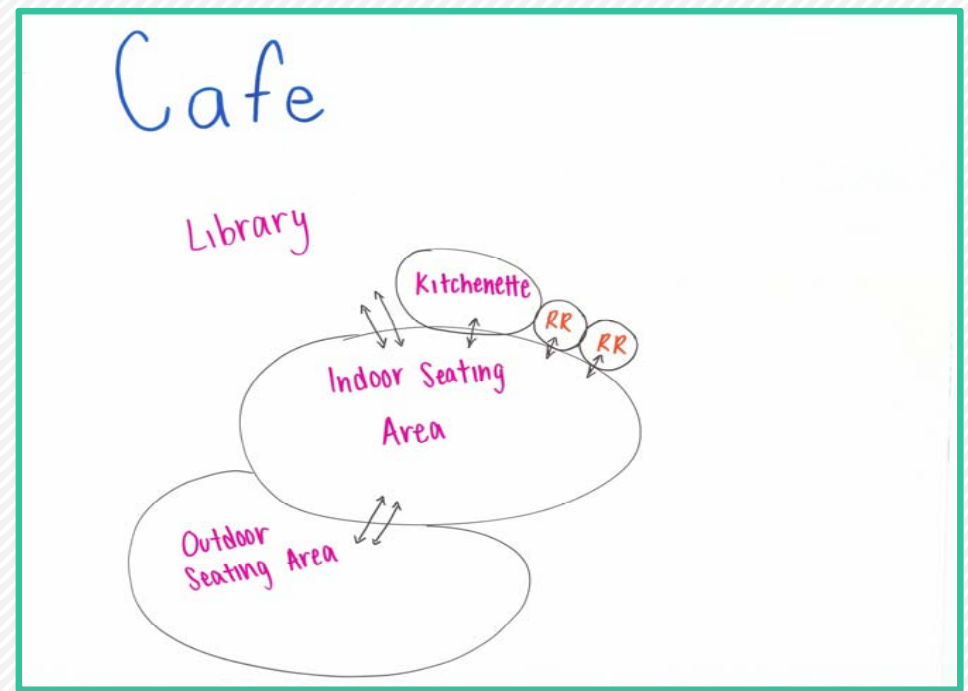 Cafe
Library
Kitchenette
RR
RR
Indoor Seating
Area
Outdoor
Seating Area